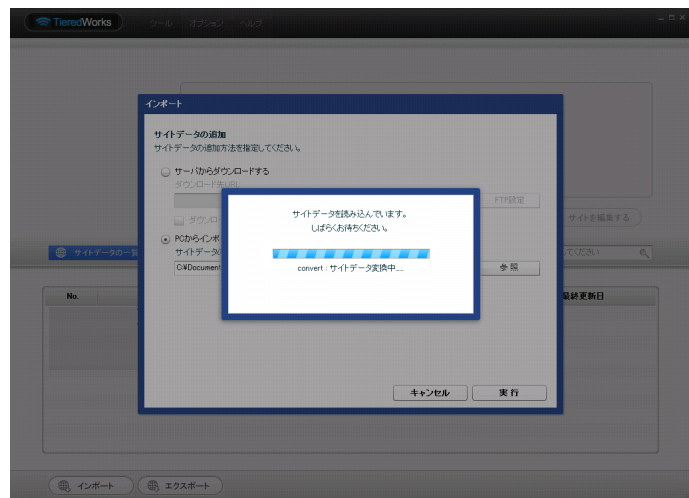 TieredWorks
ツール オプション ヘルプ
インポート
サイトデータの追加
サイトデータの追加方法を指定してください。
サーバからダウンロードする
ダウンロード先URL
FTP設定
ダウンロ
PCからインポ
サイトデータの
C:¥Document
参照
サイトデータを読み込んでいます。
しばらくお待ちください。
convert : サイトデータ変換中....
サイトを編集する
サイトデータの一覧
してください
No.
最終更新日
キャンセル 実行
インポート エクスポート